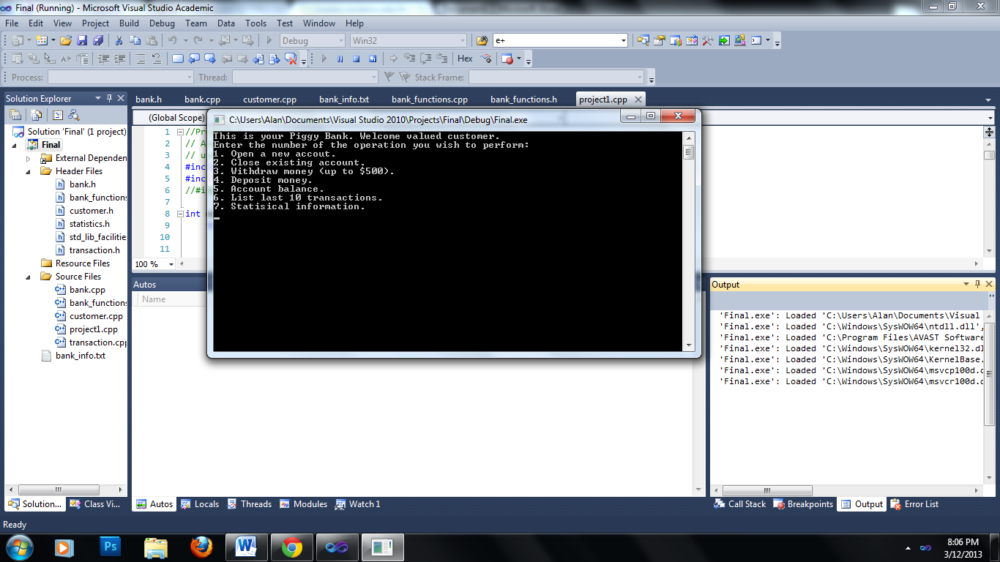 Final (Running) - Microsoft Visual Studio Academic
File Edit View Project Build Debug Team Data Tools Test Window Help
Debug Win32 e+
Hex
Process: Thread: Stack Frame:
Solution Explorer
bank.h bank.cpp customer.cpp bank_info.txt bank_functions.cpp bank_functions.h project1.cpp
(Global Scope)
Solution 'Final' (1 project)
Final
External Depender
Header Files
bank.h
bank_functions
customer.h
statistics.h
std_lib_facilitie
transaction.h
Resource Files
Source Files
bank.cpp
bank_functions
customer.cpp
project1.cpp
transaction.cpp
bank_info.txt
1 //Pr
2 // A
3 // u
4 #inc
5 #inc
6 //#i
7
8 int
9
10
11
100 %
C:\Users\Alan\Documents\Visual Studio 2010\Projects\Final\Debug\Final.exe
This is your Piggy Bank. Welcome valued customer.
Enter the number of the operation you wish to perform:
1. Open a new accout.
2. Close existing account.
3. Withdraw money (up to $500).
4. Deposit money.
5. Account balance.
6. List last 10 transactions.
7. Statisical information.
Autos
Name
Output
'Final.exe': Loaded 'C:\Users\Alan\Documents\Visual
'Final.exe': Loaded 'C:\Windows\SysWOW64\ntdll.dll',
'Final.exe': Loaded 'C:\Program Files\AVAST Software
'Final.exe': Loaded 'C:\Windows\SysWOW64\kernel32.dl
'Final.exe': Loaded 'C:\Windows\SysWOW64\KernelBase.
'Final.exe': Loaded 'C:\Windows\SysWOW64\msvcp100d.d
'Final.exe': Loaded 'C:\Windows\SysWOW64\msvcr100d.d
Solution... Class Vi...
Autos Locals Threads Modules Watch 1
Call Stack Breakpoints Output Error List
Ready
Ps
8:06 PM
3/12/2013